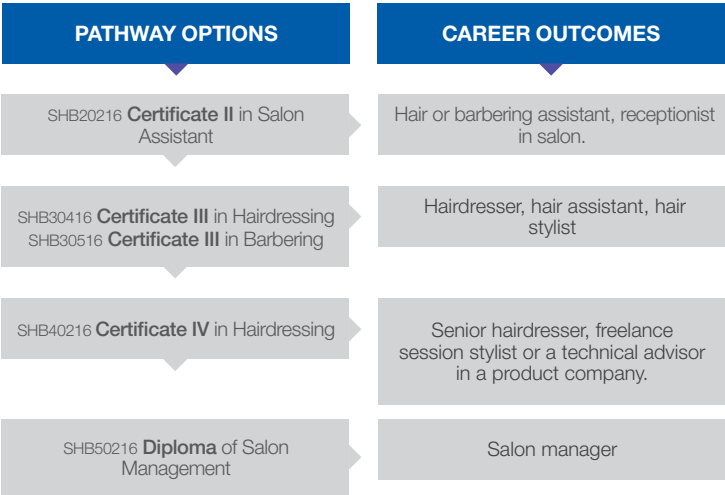 PATHWAY OPTIONS
CAREER OUTCOMES
SHB20216 Certificate II in Salon
Assistant
Hair or barbering assistant, receptionist
in salon.
SHB30416 Certificate III in Hairdressing
SHB30516 Certificate III in Barbering
Hairdresser, hair assistant, hair
stylist
SHB40216 Certificate IV in Hairdressing
Senior hairdresser, freelance
session stylist or a technical advisor
in a product company.
SHB50216 Diploma of Salon
Management
Salon manager